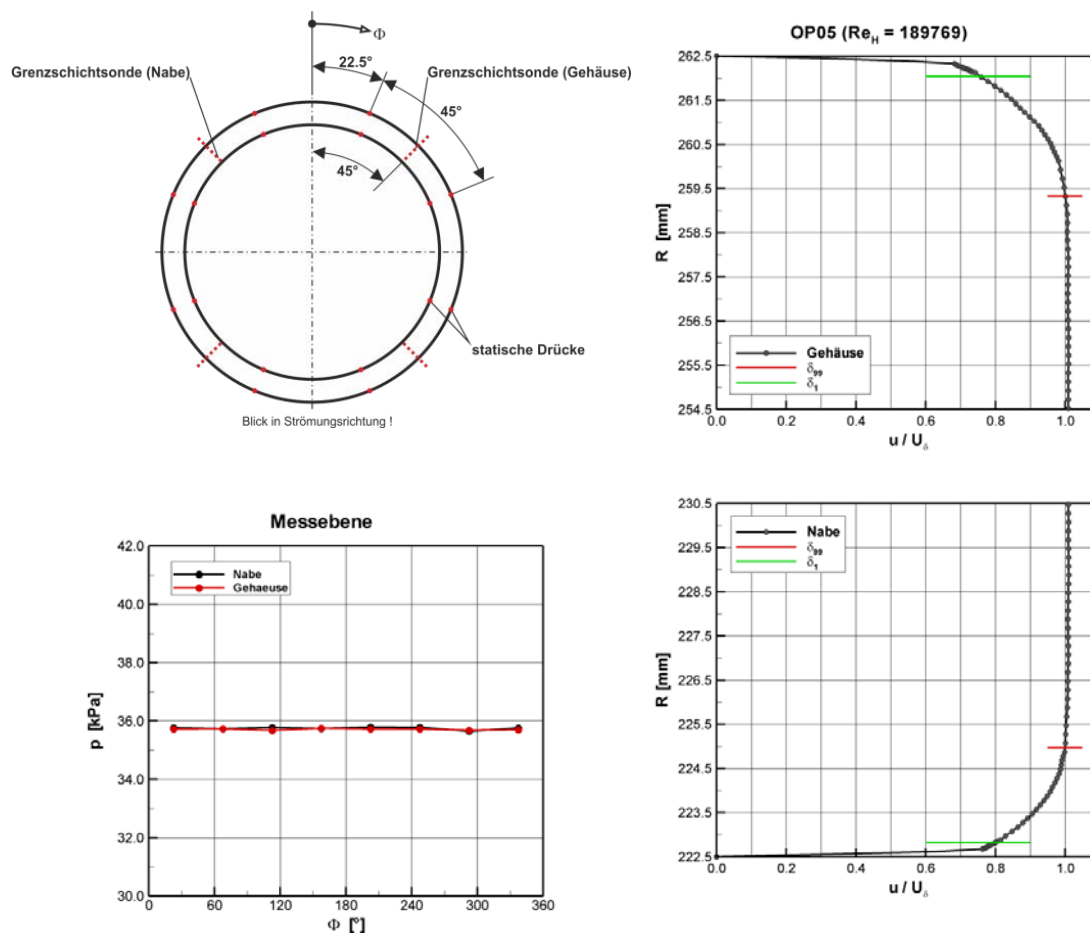 Φ
22.5°
Grenzschichtsonde (Nabe)
Grenzschichtsonde (Gehäuse)
45°
45°
statische Drücke
Blick in Strömungsrichtung !
OP05 (Re_H = 189769)
262.5
261.5
260.5
259.5
258.5
257.5
256.5
255.5
254.5
R [mm]
Gehäuse
δ₉₉
δ₁
0.0 0.2 0.4 0.6 0.8 1.0
u / U_δ
Messebene
42.0
40.0
38.0
36.0
34.0
32.0
30.0
p [kPa]
Nabe
Gehaeuse
0 60 120 180 240 300 360
Φ [°]
230.5
229.5
228.5
227.5
226.5
225.5
224.5
223.5
222.5
R [mm]
Nabe
δ₉₉
δ₁
0.0 0.2 0.4 0.6 0.8 1.0
u / U_δ